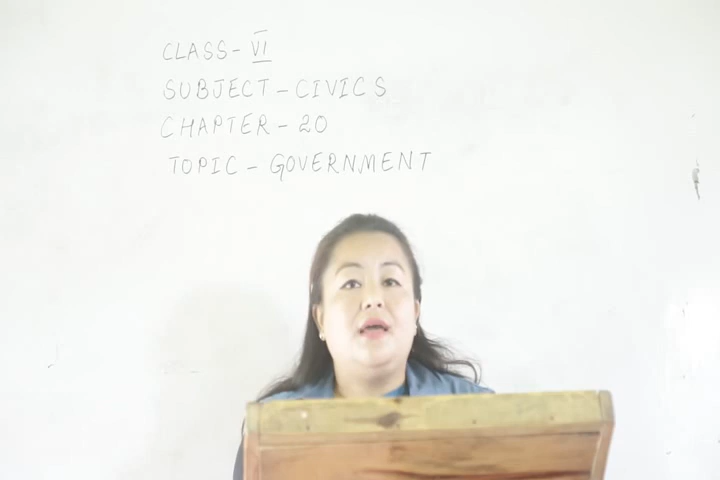 CLASS - VI
SUBJECT - CIVICS
CHAPTER - 20
TOPIC - GOVERNMENT